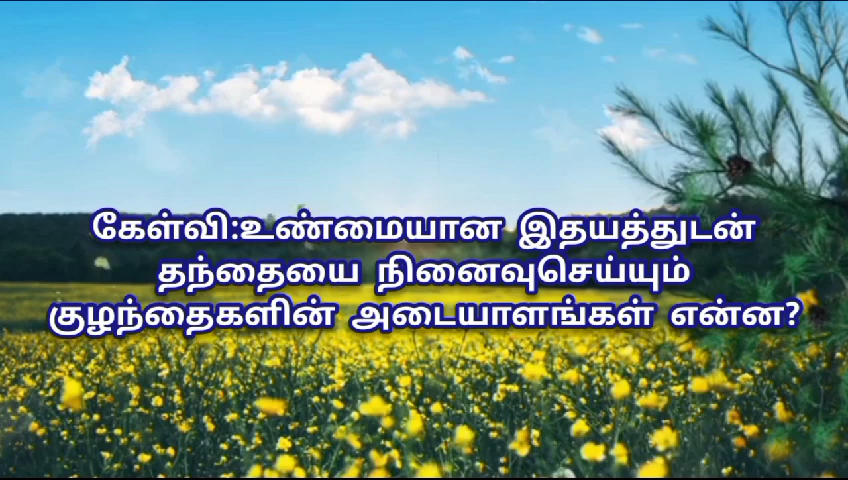 கேள்வி:உண்மையான இதயத்துடன்
தந்தையை நினைவுசெய்யும்
குழந்தைகளின் அடையாளங்கள் என்ன?